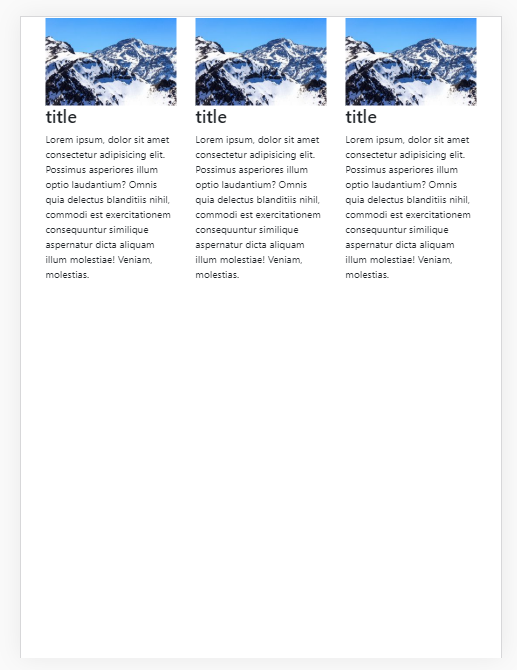 title
Lorem ipsum, dolor sit amet
consectetur adipisicing elit.
Possimus asperiores illum
optio laudantium? Omnis
quia delectus blanditiis nihil,
commodi est exercitationem
consequuntur similique
aspernatur dicta aliquam
illum molestiae! Veniam,
molestias.
title
Lorem ipsum, dolor sit amet
consectetur adipisicing elit.
Possimus asperiores illum
optio laudantium? Omnis
quia delectus blanditiis nihil,
commodi est exercitationem
consequuntur similique
aspernatur dicta aliquam
illum molestiae! Veniam,
molestias.
title
Lorem ipsum, dolor sit amet
consectetur adipisicing elit.
Possimus asperiores illum
optio laudantium? Omnis
quia delectus blanditiis nihil,
commodi est exercitationem
consequuntur similique
aspernatur dicta aliquam
illum molestiae! Veniam,
molestias.